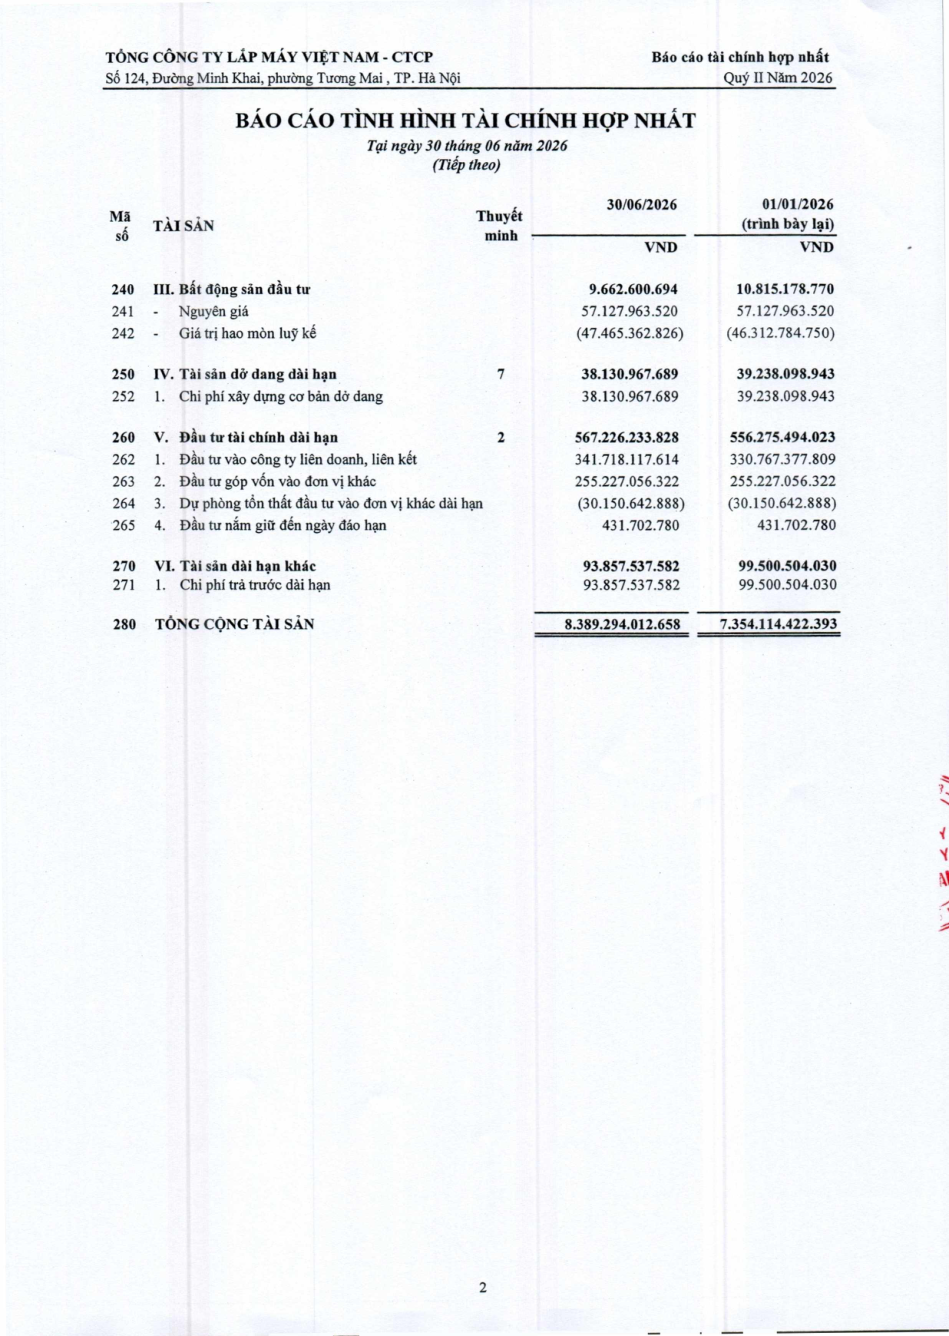 TỔNG CÔNG TY LẮP MÁY VIỆT NAM - CTCP Báo cáo tài chính hợp nhất
Số 124, Đường Minh Khai, phường Tương Mai , TP. Hà Nội Quý II Năm 2026
BÁO CÁO TÌNH HÌNH TÀI CHÍNH HỢP NHẤT
Tại ngày 30 tháng 06 năm 2026
(Tiếp theo)
Mã số TÀI SẢN Thuyết minh 30/06/2026 01/01/2026 (trình bày lại)
VND VND
240 III. Bất động sản đầu tư 9.662.600.694 10.815.178.770
241 - Nguyên giá 57.127.963.520 57.127.963.520
242 - Giá trị hao mòn luỹ kế (47.465.362.826) (46.312.784.750)
250 IV. Tài sản dở dang dài hạn 7 38.130.967.689 39.238.098.943
252 1. Chi phí xây dựng cơ bản dở dang 38.130.967.689 39.238.098.943
260 V. Đầu tư tài chính dài hạn 2 567.226.233.828 556.275.494.023
262 1. Đầu tư vào công ty liên doanh, liên kết 341.718.117.614 330.767.377.809
263 2. Đầu tư góp vốn vào đơn vị khác 255.227.056.322 255.227.056.322
264 3. Dự phòng tổn thất đầu tư vào đơn vị khác dài hạn (30.150.642.888) (30.150.642.888)
265 4. Đầu tư nắm giữ đến ngày đáo hạn 431.702.780 431.702.780
270 VI. Tài sản dài hạn khác 93.857.537.582 99.500.504.030
271 1. Chi phí trả trước dài hạn 93.857.537.582 99.500.504.030
280 TỔNG CỘNG TÀI SẢN 8.389.294.012.658 7.354.114.422.393
2